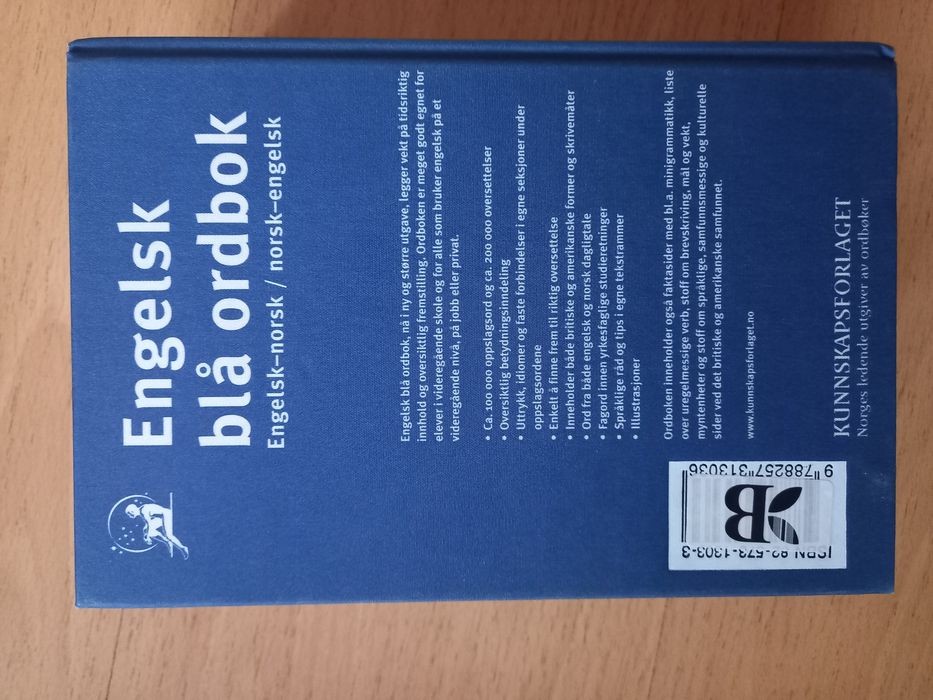 Engelsk
blå ordbok
Engelsk–norsk / norsk–engelsk
Engelsk blå ordbok, nå i ny og større utgave, legger vekt på tidsriktig
innhold og oversiktlig fremstilling. Ordboken er meget godt egnet for
elever i videregående skole og for alle som bruker engelsk på et
videregående nivå, på jobb eller privat.
• Ca. 100 000 oppslagsord og ca. 200 000 oversettelser
• Oversiktlig betydningsinndeling
• Uttrykk, idiomer og faste forbindelser i egne seksjoner under
oppslagsordene
• Enkelt å finne frem til riktig oversettelse
• Inneholder både britiske og amerikanske former og skrivemåter
• Ord fra både engelsk og norsk dagligtale
• Fagord innen yrkesfaglige studieretninger
• Språklige råd og tips i egne tekstrammer
• Illustrasjoner
Ordboken inneholder også faktasider med bl.a. minigrammatikk, liste
over uregelmessige verb, stoff om brevskriving, mål og vekt,
myntenheter og stoff om språklige, samfunnsmessige og kulturelle
sider ved det britiske og amerikanske samfunnet.
www.kunnskapsforlaget.no
KUNNSKAPSFORLAGET
Norges ledende utgiver av ordbøker
ISBN 82-573-1303-3
B
9 788257 313036